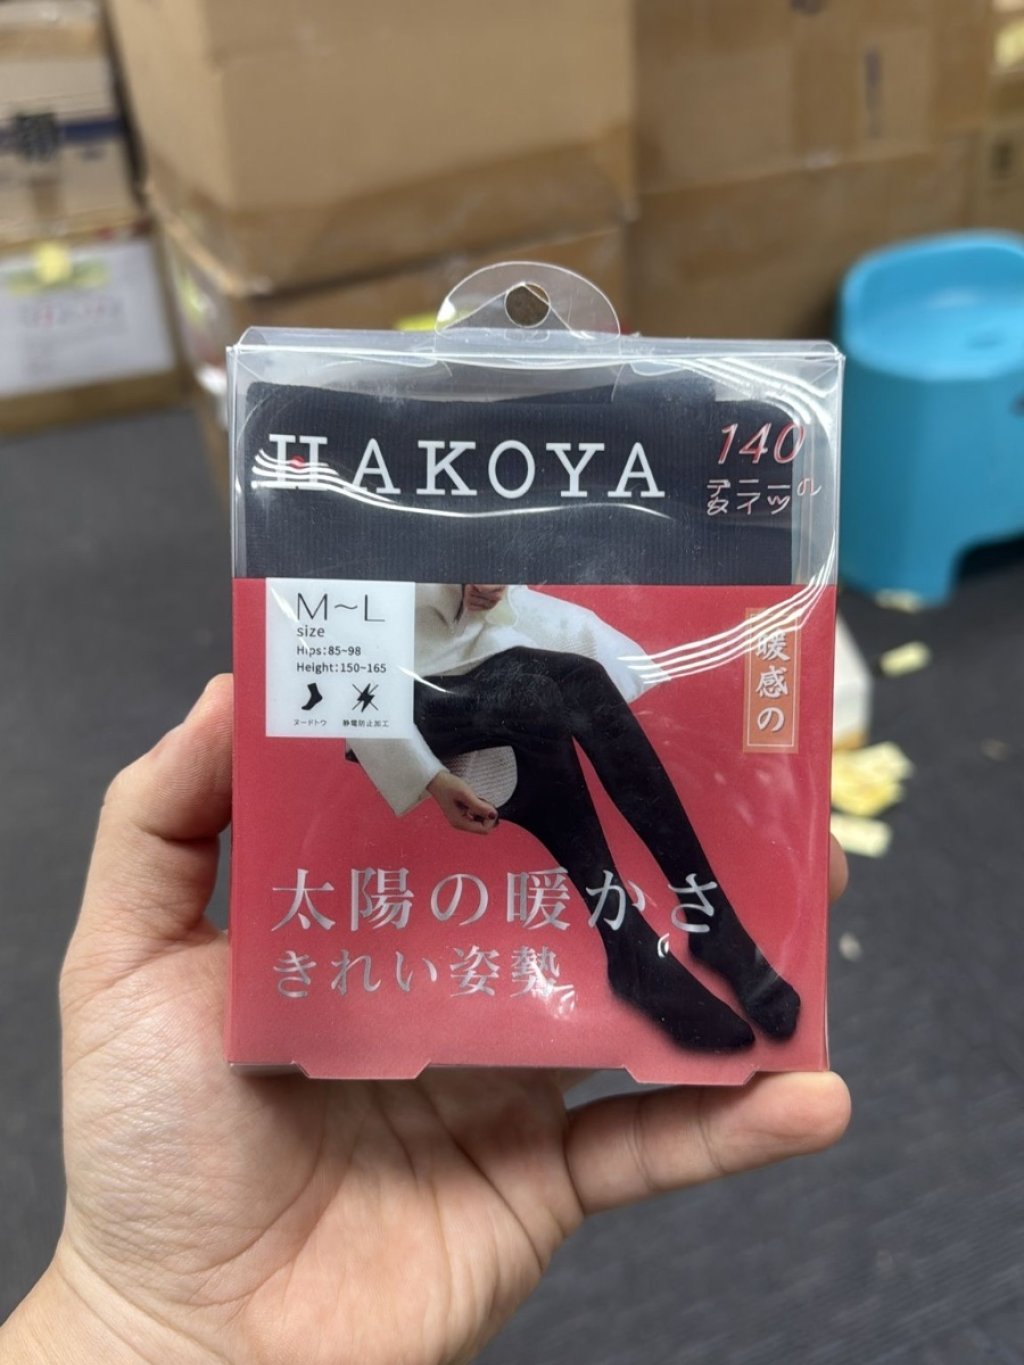 HAKOYA
140
デニール
タイツ
M~L
size
Hips:85~98
Height:150~165
ヌードトウ
静電防止加工
暖感の
太陽の暖かさ
きれい姿勢